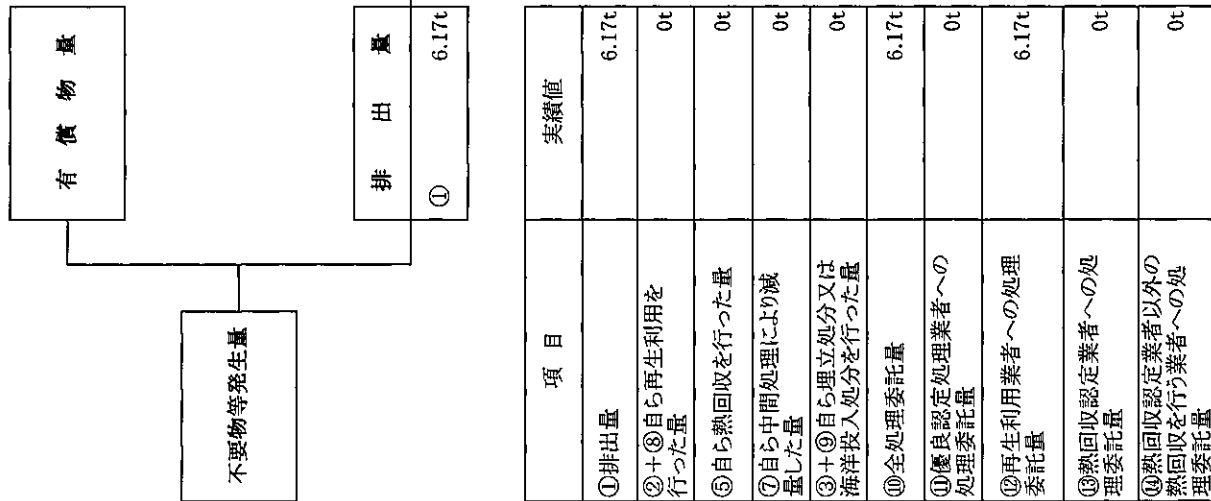 有償物量
不要物等発生量
排出量
① 6.17t
項目 実績値
①排出量 6.17t
②+⑧自ら再生利用を
行った量 0t
⑤自ら熱回収を行った量 0t
⑦自ら中間処理により減
量した量 0t
③+⑨自ら埋立処分又は
海洋投入処分を行った量 0t
⑩全処理委託量 6.17t
⑪優良認定処理業者への
処理委託量 0t
⑫再生利用業者への処理
委託量 6.17t
⑬熱回収認定業者への処
理委託量 0t
⑭熱回収認定業者以外の
熱回収を行う業者への処
理委託量 0t